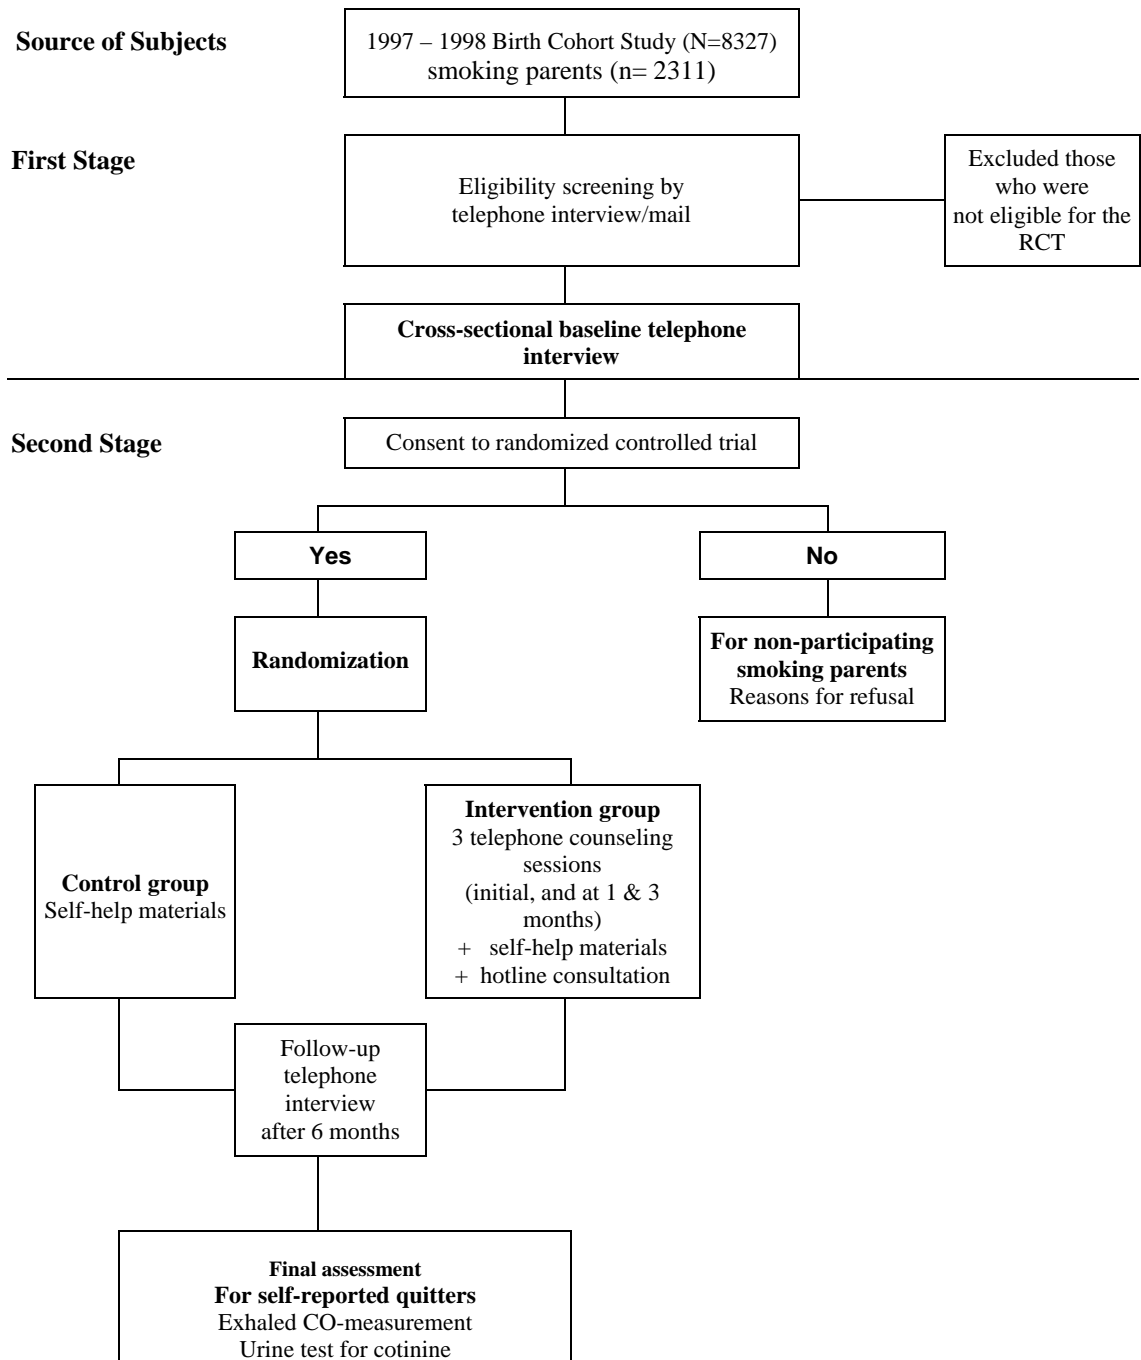 Source of Subjects
1997 – 1998 Birth Cohort Study (N=8327)
smoking parents (n= 2311)
First Stage
Eligibility screening by
telephone interview/mail
Excluded those
who were
not eligible for the
RCT
Cross-sectional baseline telephone
interview
Second Stage
Consent to randomized controlled trial
Yes
No
Randomization
For non-participating
smoking parents
Reasons for refusal
Control group
Self-help materials
Intervention group
3 telephone counseling
sessions
(initial, and at 1 & 3
months)
+ self-help materials
+ hotline consultation
Follow-up
telephone
interview
after 6 months
Final assessment
For self-reported quitters
Exhaled CO-measurement
Urine test for cotinine